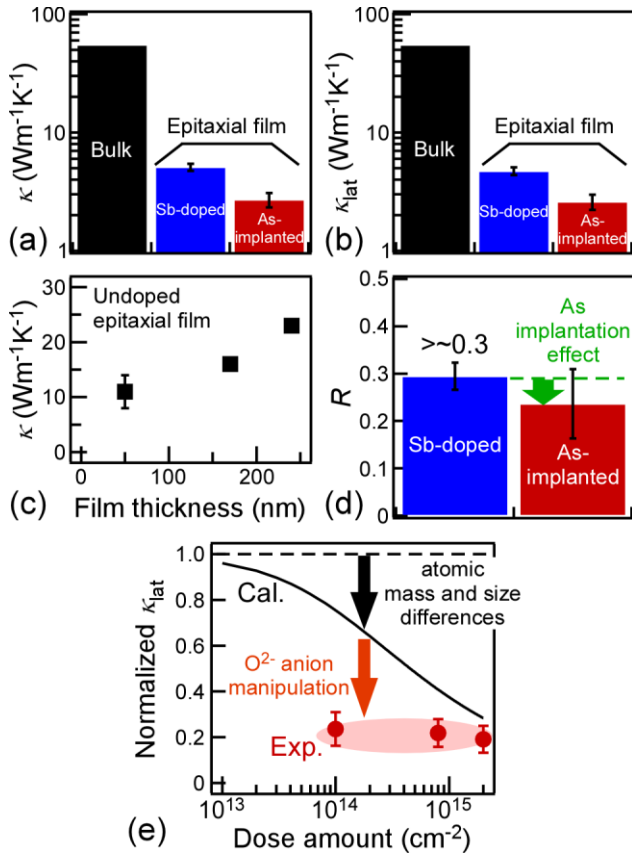 100
10
1
κ (Wm-1K-1)
Bulk
Epitaxial film
Sb-doped
As-
implanted
(a)
100
10
1
κlat (Wm-1K-1)
Bulk
Epitaxial film
Sb-doped
As-
implanted
(b)
30
20
10
0
κ (Wm-1K-1)
Undoped
epitaxial film
0
100
200
Film thickness (nm)
(c)
0.5
0.4
0.3
0.2
0.1
0
R
>~0.3
As
implantation
effect
Sb-doped
As-
implanted
(d)
1.0
0.8
0.6
0.4
0.2
0
Normalized κlat
Cal.
atomic
mass and size
differences
O2- anion
manipulation
Exp.
1013
1014
1015
Dose amount (cm-2)
(e)